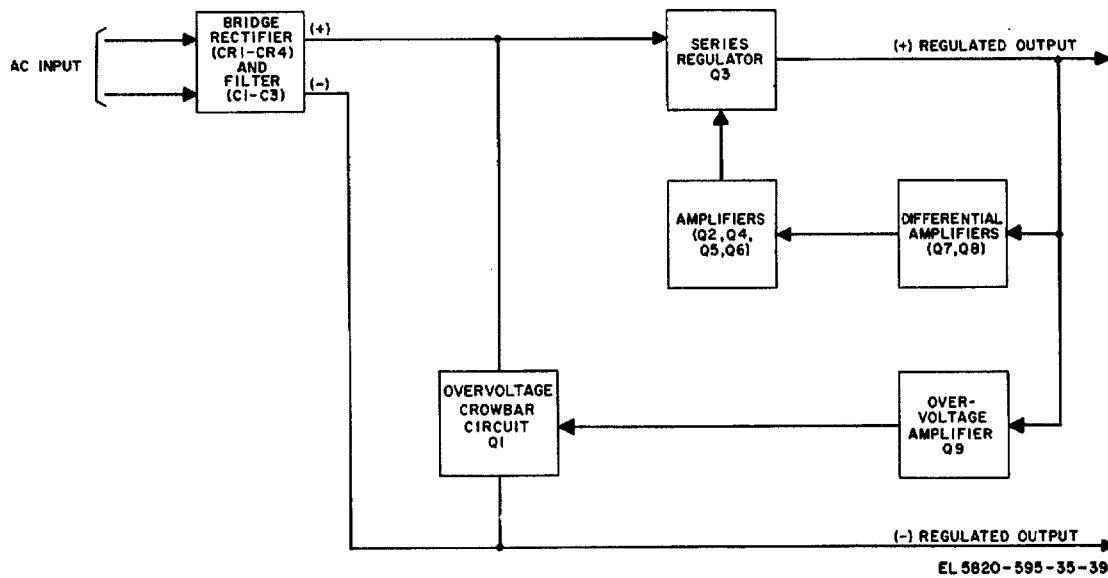 AC INPUT
BRIDGE
RECTIFIER
(CR1-CR4)
AND
FILTER
(C1-C3)
(+)
(-)
SERIES
REGULATOR
Q3
(+) REGULATED OUTPUT
AMPLIFIERS
(Q2,Q4,
Q5,Q6)
DIFFERENTIAL
AMPLIFIERS
(Q7,Q8)
OVERVOLTAGE
CROWBAR
CIRCUIT
Q1
OVER-
VOLTAGE
AMPLIFIER
Q9
(-) REGULATED OUTPUT
EL 5820-595-35-39